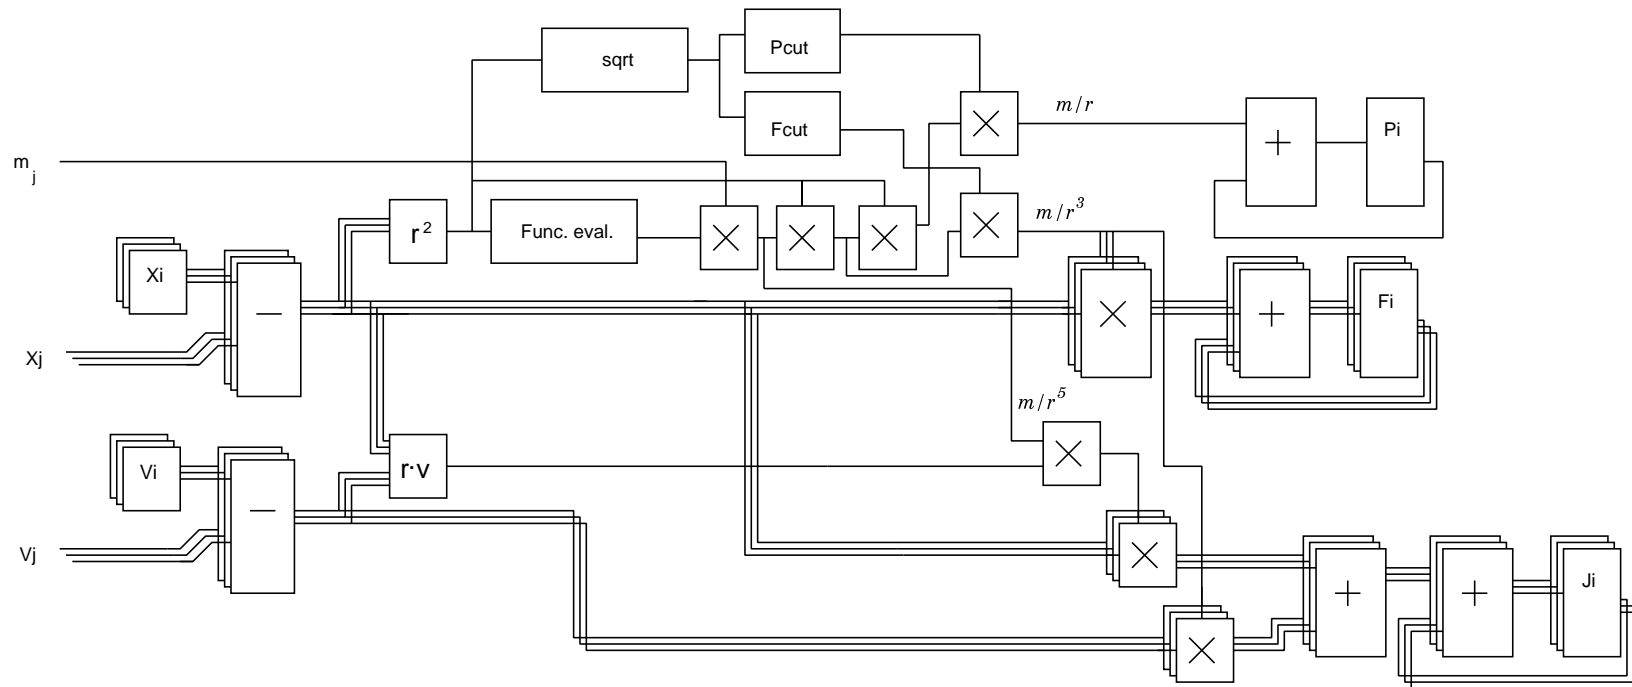 Pcut
sqrt
m/r
Fcut
Pi
m j
m/r³
r²
Func. eval.
Xi
Fi
Xj
m/r⁵
Vi
r·v
Vj
Ji